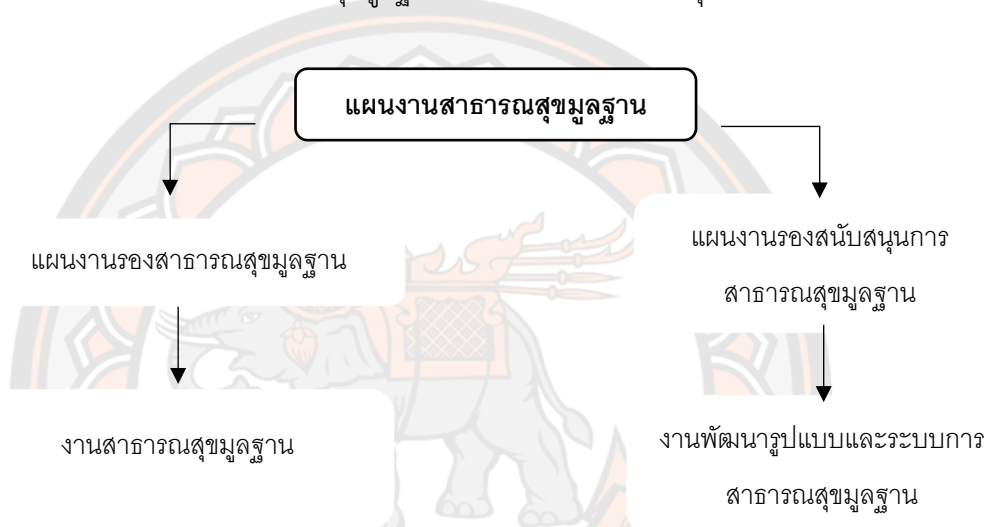 แผนงานสาธารณสุขมูลฐาน
แผนงานรองสาธารณสุขมูลฐาน
แผนงานรองสนับสนุนการ
สาธารณสุขมูลฐาน
งานสาธารณสุขมูลฐาน
งานพัฒนารูปแบบและระบบการ
สาธารณสุขมูลฐาน